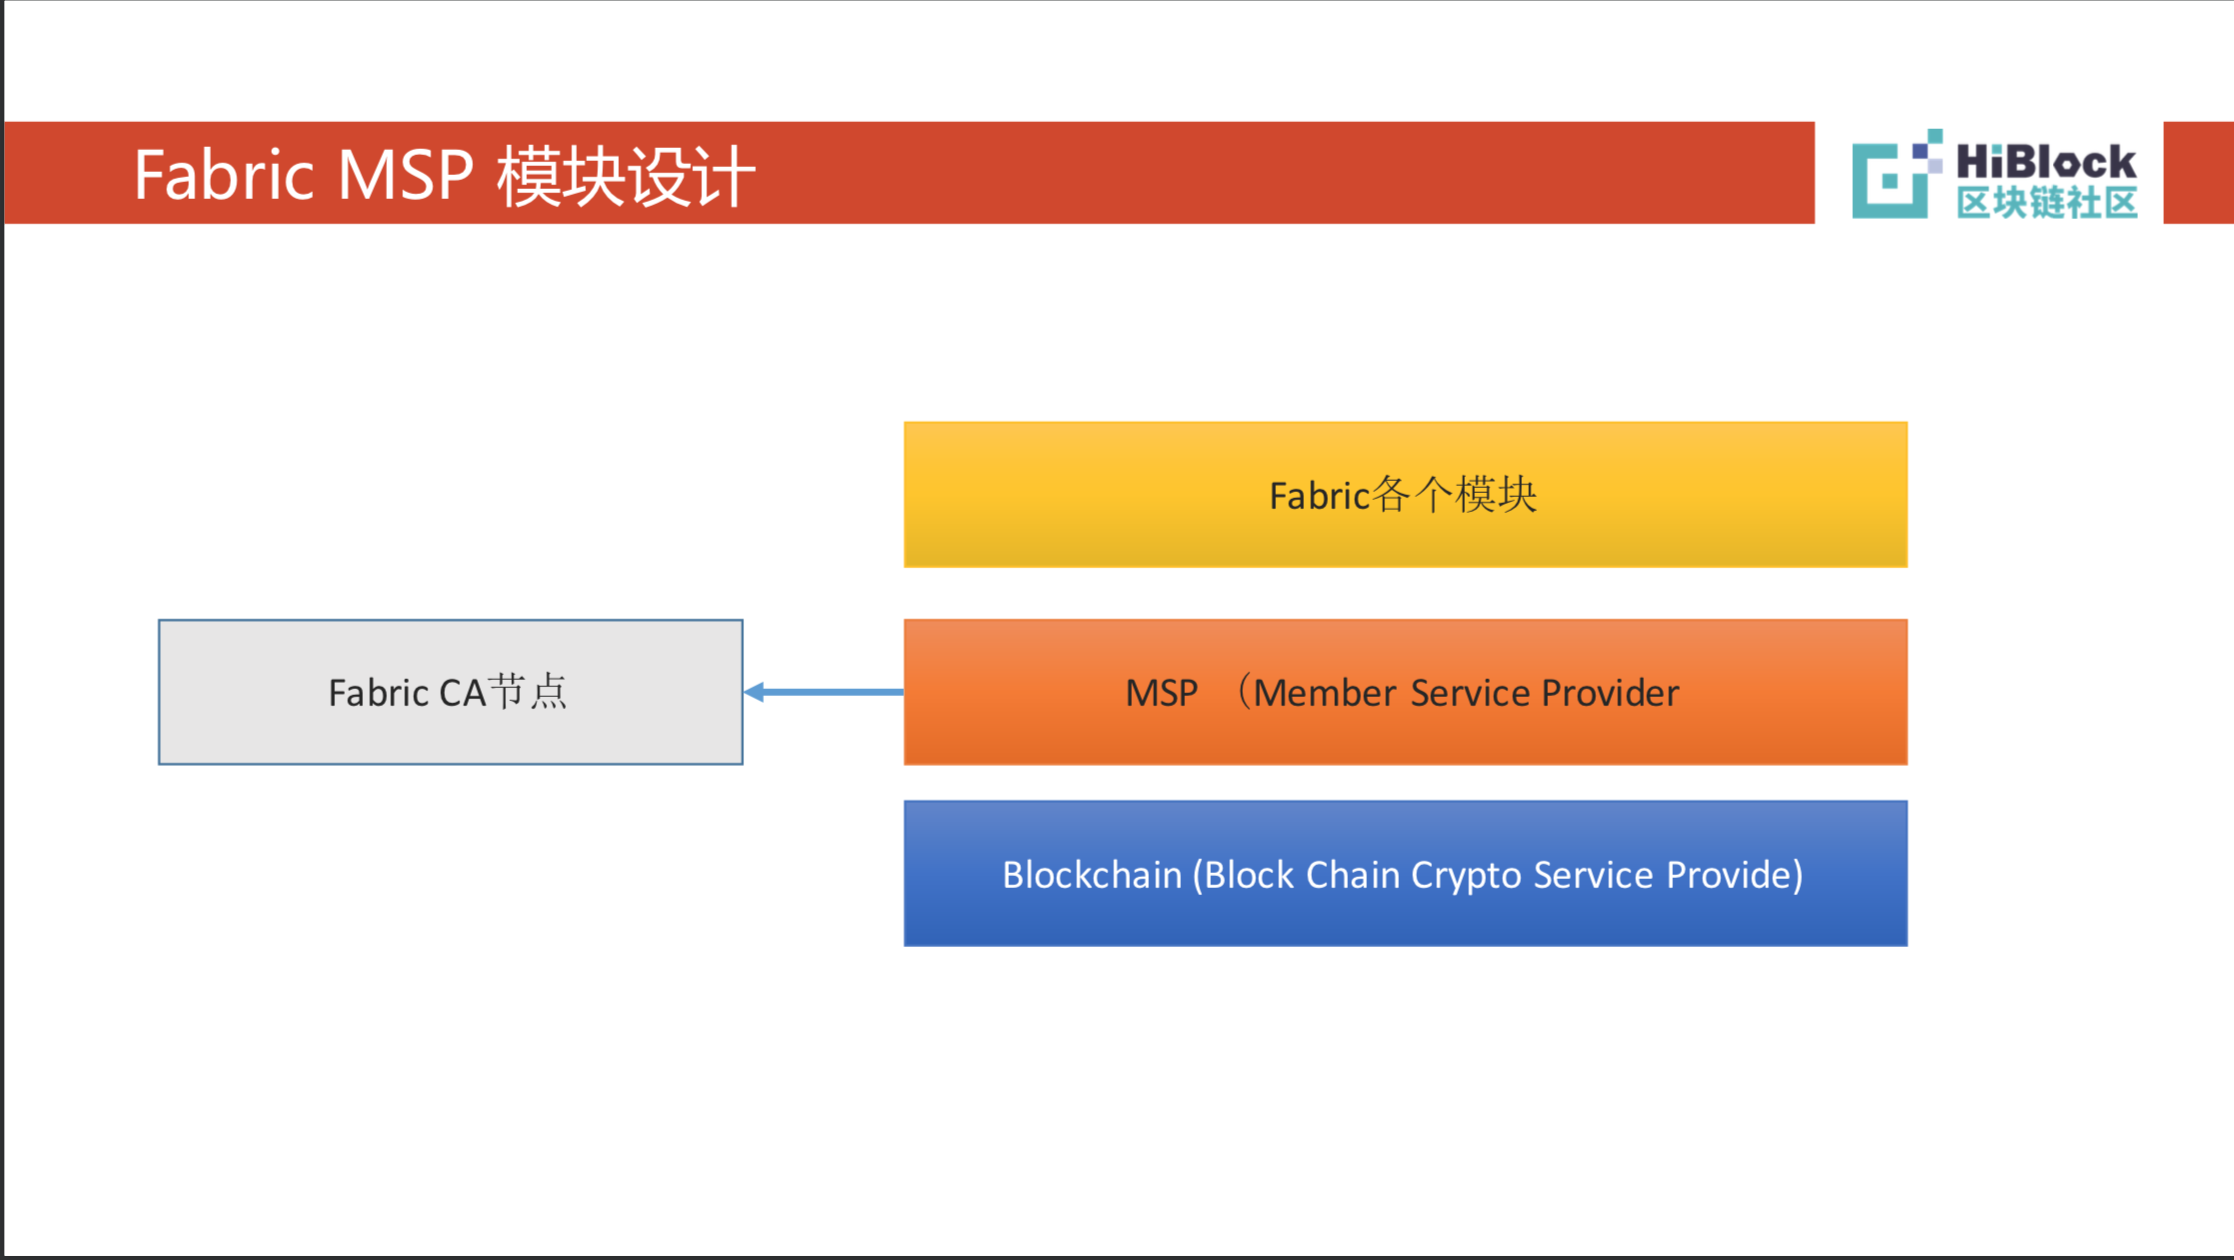 Fabric MSP 模块设计
HiBlock
区块链社区
Fabric各个模块
Fabric CA节点
MSP （Member Service Provider
Blockchain (Block Chain Crypto Service Provide)